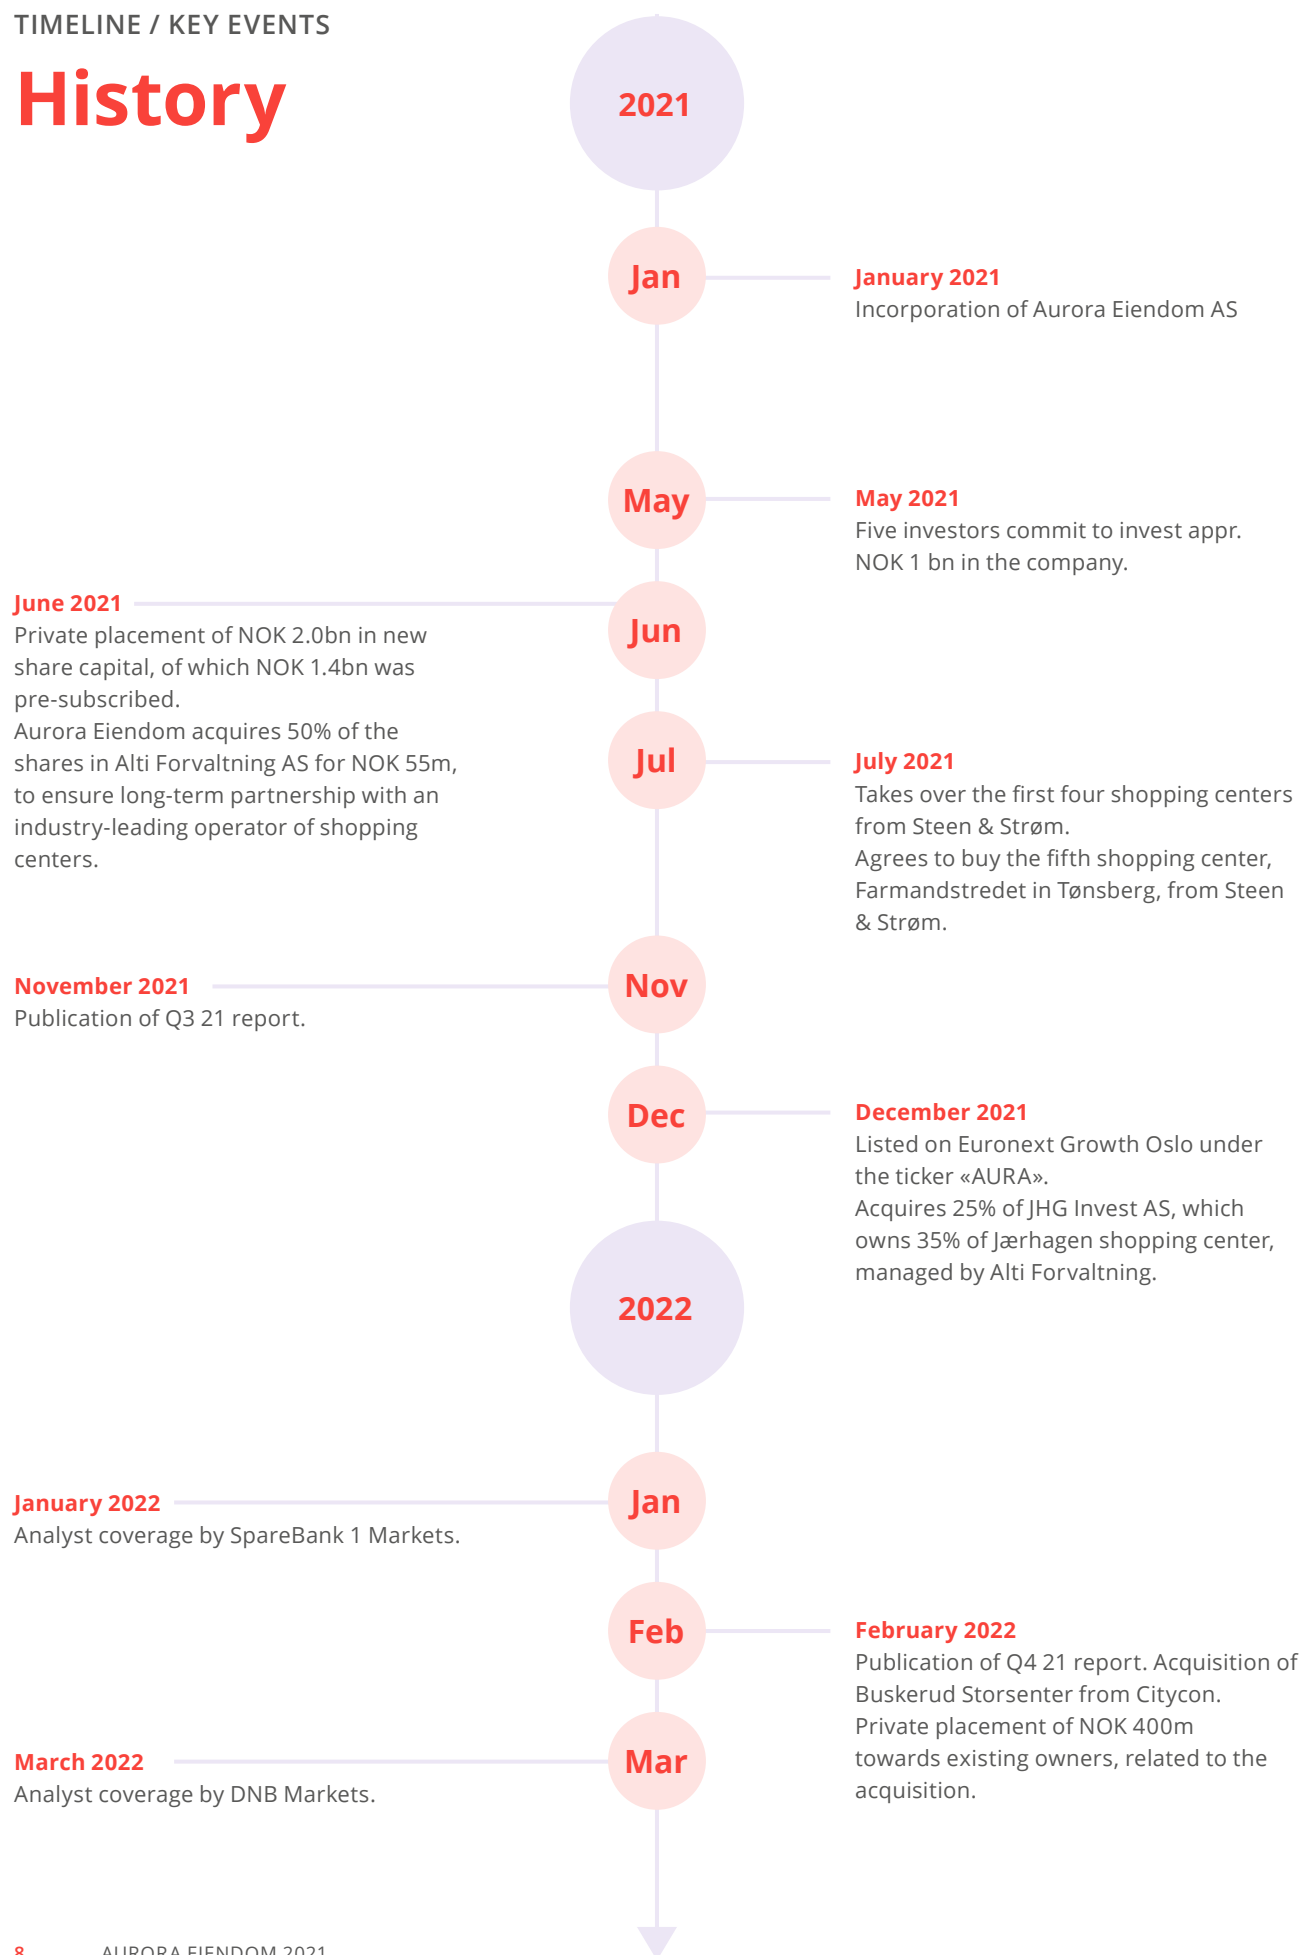 TIMELINE / KEY EVENTS
History
2021
Jan
January 2021
Incorporation of Aurora Eiendom AS
May
May 2021
Five investors commit to invest appr.
NOK 1 bn in the company.
June 2021
Private placement of NOK 2.0bn in new
share capital, of which NOK 1.4bn was
pre-subscribed.
Aurora Eiendom acquires 50% of the
shares in Alti Forvaltning AS for NOK 55m,
to ensure long-term partnership with an
industry-leading operator of shopping
centers.
Jun
Jul
July 2021
Takes over the first four shopping centers
from Steen & Strøm.
Agrees to buy the fifth shopping center,
Farmandstredet in Tønsberg, from Steen
& Strøm.
November 2021
Publication of Q3 21 report.
Nov
Dec
December 2021
Listed on Euronext Growth Oslo under
the ticker «AURA».
Acquires 25% of JHG Invest AS, which
owns 35% of Jærhagen shopping center,
managed by Alti Forvaltning.
2022
January 2022
Analyst coverage by SpareBank 1 Markets.
Jan
Feb
February 2022
Publication of Q4 21 report. Acquisition of
Buskerud Storsenter from Citycon.
Private placement of NOK 400m
towards existing owners, related to the
acquisition.
March 2022
Analyst coverage by DNB Markets.
Mar
8 AURORA EIENDOM 2021